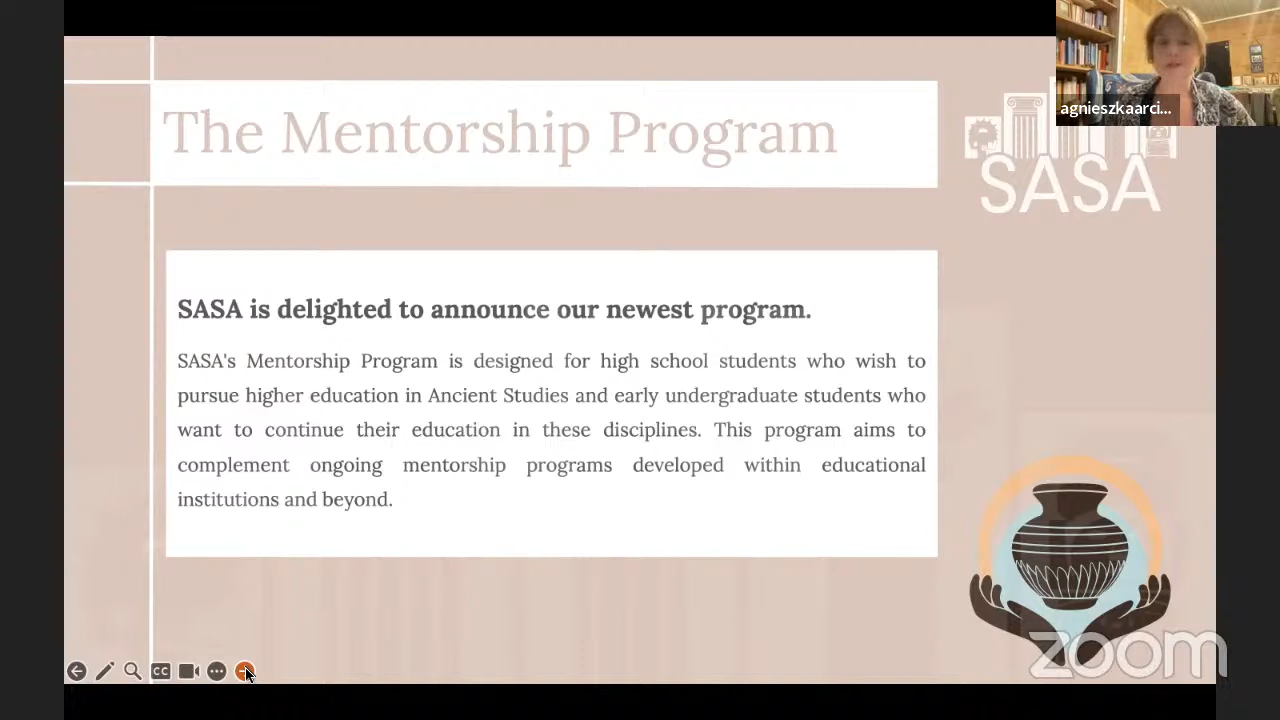 The Mentorship Program
agnieszkaarci...
SASA
SASA is delighted to announce our newest program.
SASA's Mentorship Program is designed for high school students who wish to
pursue higher education in Ancient Studies and early undergraduate students who
want to continue their education in these disciplines. This program aims to
complement ongoing mentorship programs developed within educational
institutions and beyond.
CC
zoom